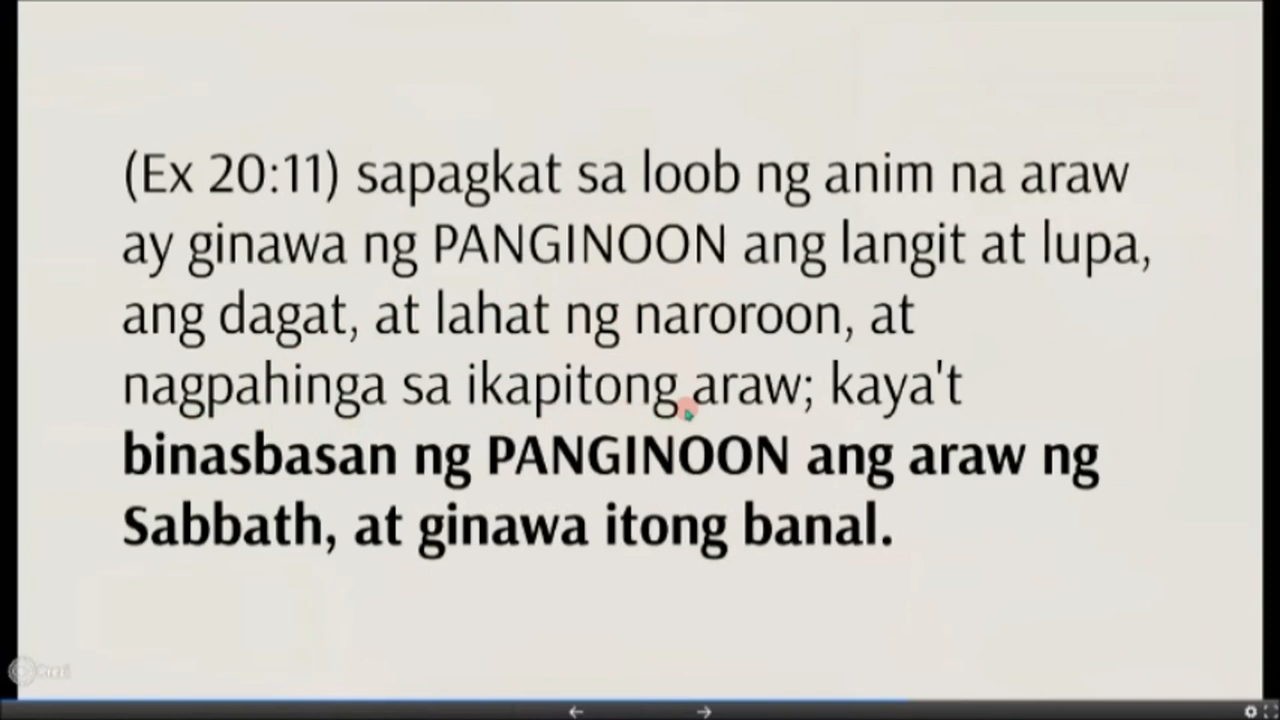 (Ex 20:11) sapagkat sa loob ng anim na araw
ay ginawa ng PANGINOON ang langit at lupa,
ang dagat, at lahat ng naroroon, at
nagpahinga sa ikapitong araw; kaya't
binasbasan ng PANGINOON ang araw ng
Sabbath, at ginawa itong banal.
Prezi